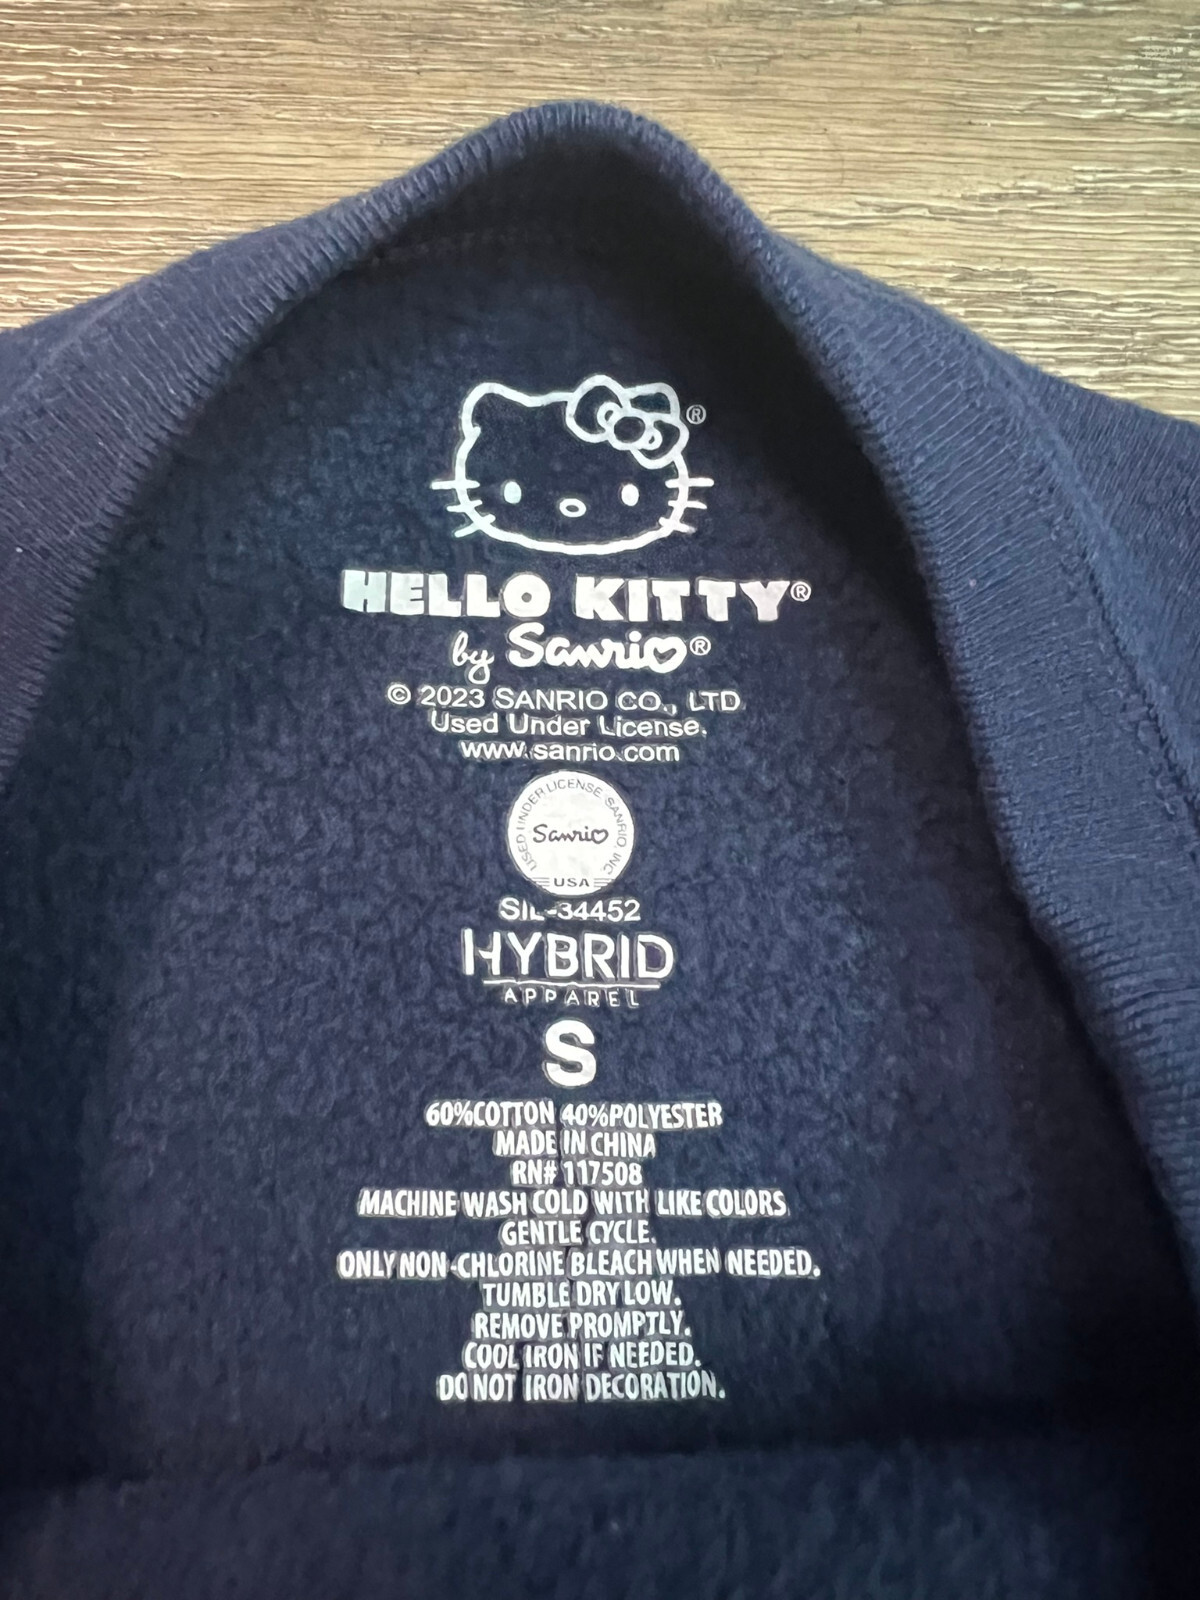 ®
HELLO KITTY®
by Sanrio®
© 2023 SANRIO CO., LTD.
Used Under License.
www.sanrio.com
USED UNDER LICENSE SANRIO, INC.
Sanrio
USA
SIL-34452
HYBRID
APPAREL
S
60%COTTON 40%POLYESTER
MADE IN CHINA
RN# 117508
MACHINE WASH COLD WITH LIKE COLORS
GENTLE CYCLE.
ONLY NON-CHLORINE BLEACH WHEN NEEDED.
TUMBLE DRY LOW.
REMOVE PROMPTLY.
COOL IRON IF NEEDED.
DO NOT IRON DECORATION.